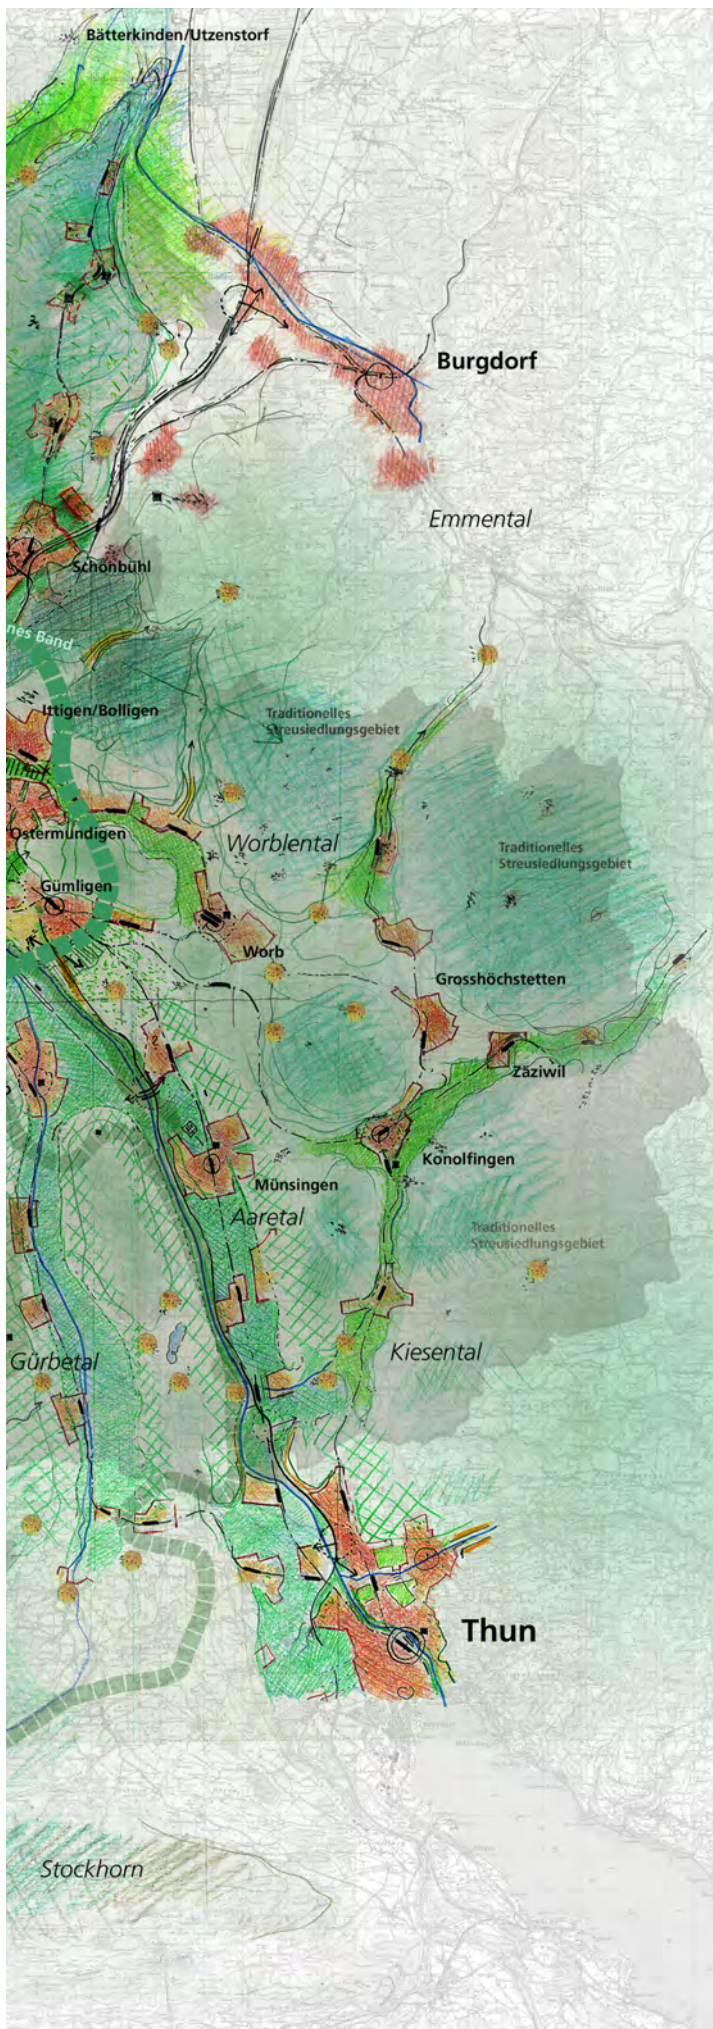 Bätterkinden/Utzenstorf
Burgdorf
Emmental
Schönbühl
nes Band
Ittigen/Bolligen
Traditionelles
Streusiedlungsgebiet
Ostermundigen
Worblental
Traditionelles
Streusiedlungsgebiet
Gümligen
Worb
Grosshöchstetten
Zäziwil
Konolfingen
Münsingen
Aaretal
Traditionelles
Streusiedlungsgebiet
Gürbetal
Kiesental
Thun
Stockhorn